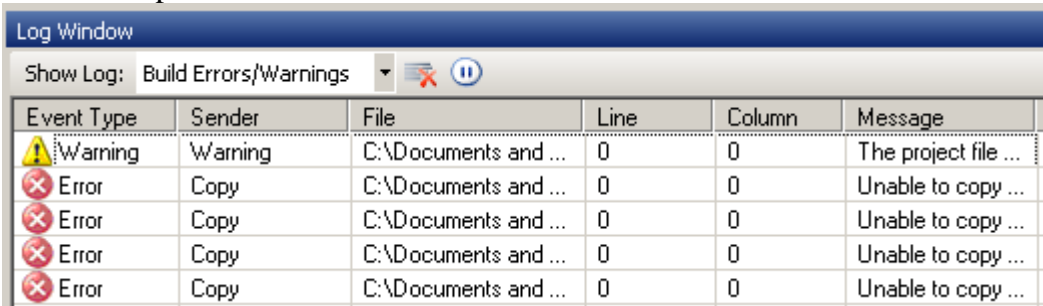 Log Window
Show Log: Build Errors/Warnings
Event Type Sender File Line Column Message
Warning Warning C:\Documents and ... 0 0 The project file ...
Error Copy C:\Documents and ... 0 0 Unable to copy ...
Error Copy C:\Documents and ... 0 0 Unable to copy ...
Error Copy C:\Documents and ... 0 0 Unable to copy ...
Error Copy C:\Documents and ... 0 0 Unable to copy ...